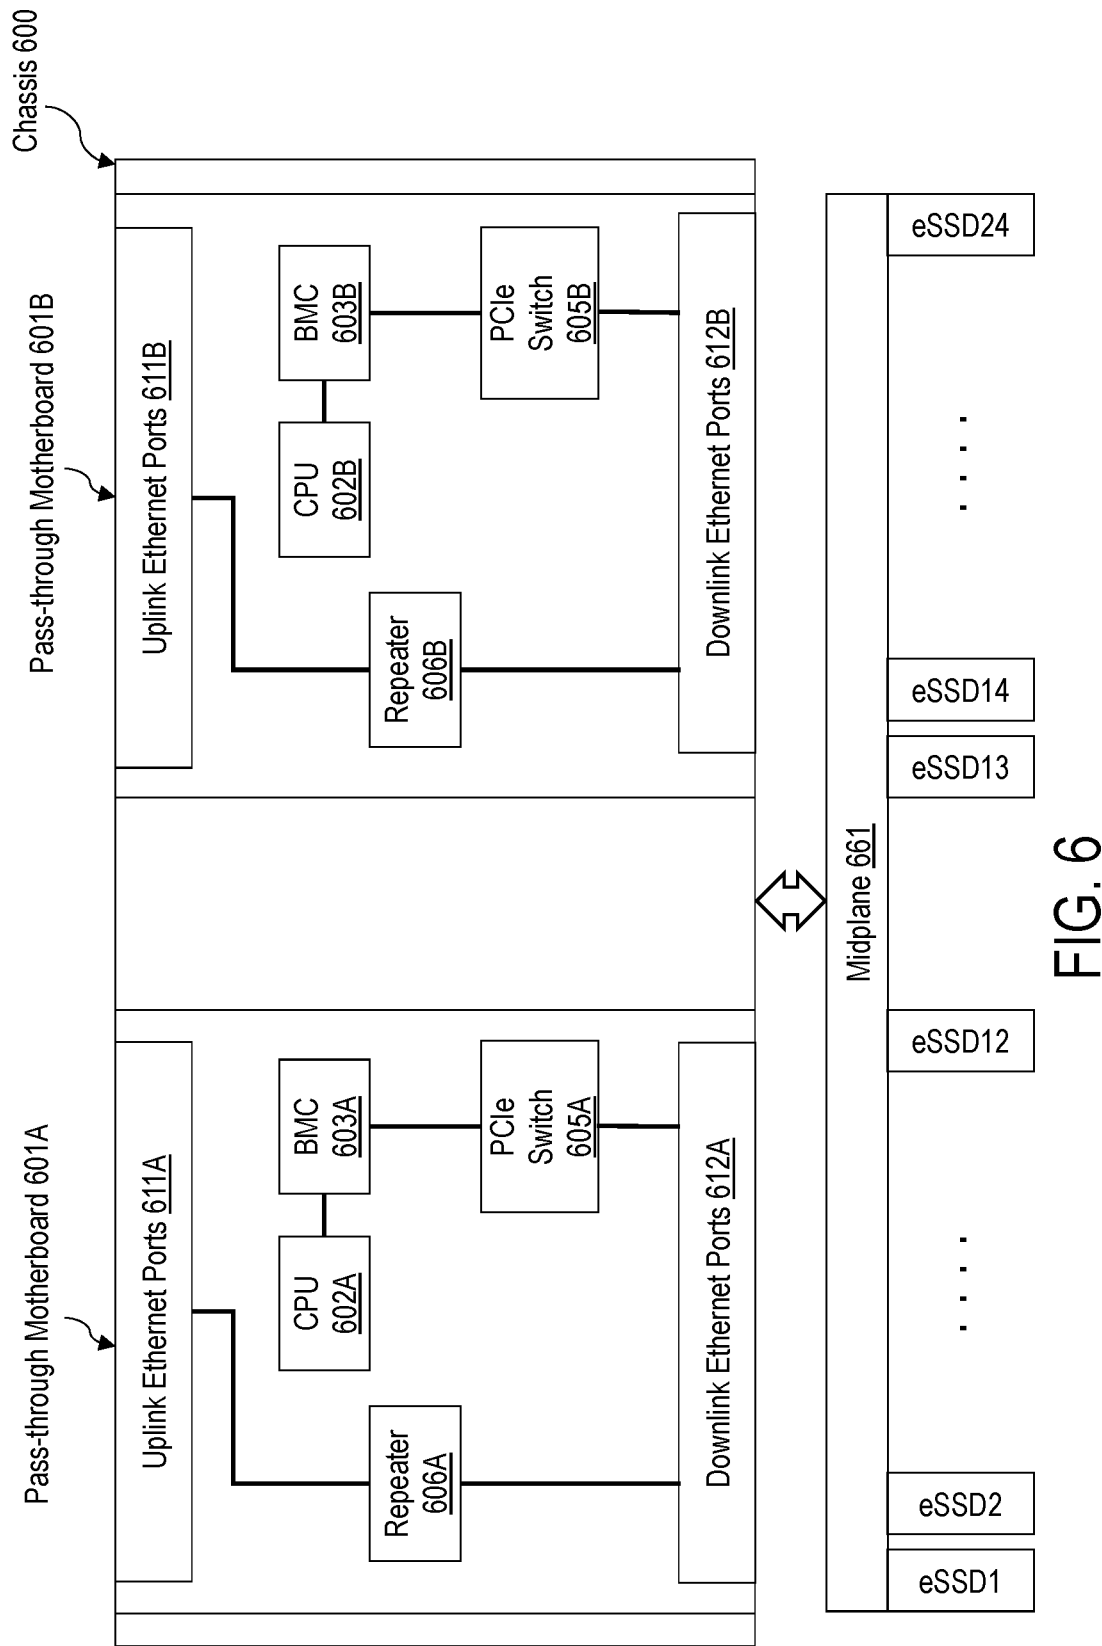 Chassis 600
Pass-through Motherboard 601A
Uplink Ethernet Ports 611A
CPU
602A
BMC
603A
Repeater
606A
PCIe
Switch
605A
Downlink Ethernet Ports 612A
Pass-through Motherboard 601B
Uplink Ethernet Ports 611B
CPU
602B
BMC
603B
Repeater
606B
PCIe
Switch
605B
Downlink Ethernet Ports 612B
Midplane 661
eSSD1
eSSD2
. . . .
eSSD12
eSSD13
eSSD14
. . . .
eSSD24
FIG. 6